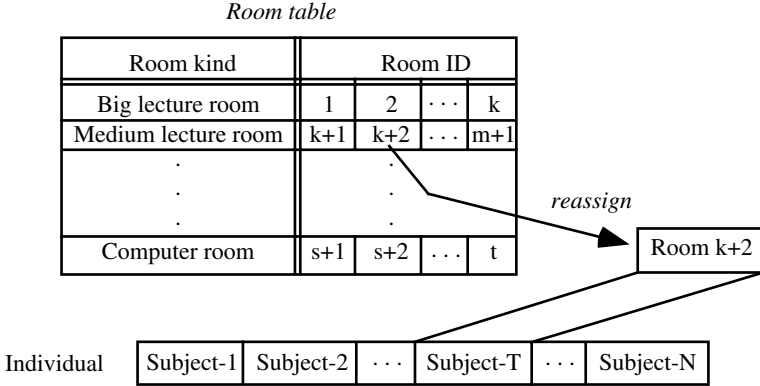 Room table
Room kind Room ID
Big lecture room 1 2 · · · k
Medium lecture room k+1 k+2 · · · m+1
· ·
· ·
· ·
reassign
Computer room s+1 s+2 · · · t
Room k+2
Individual Subject-1 Subject-2 · · · Subject-T · · · Subject-N